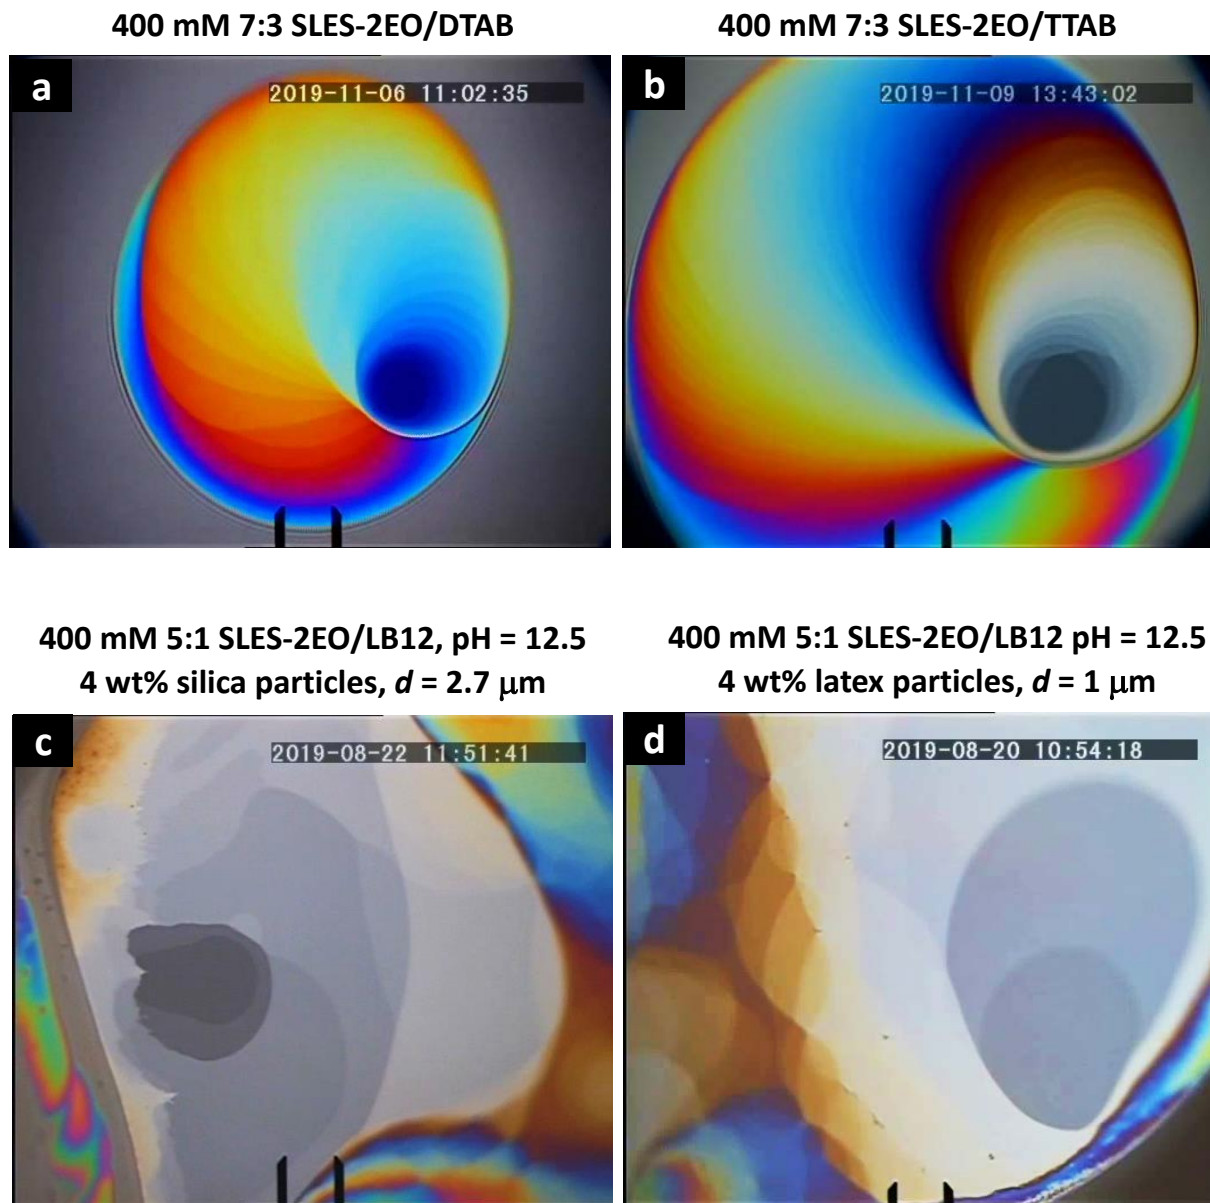 400 mM 7:3 SLES-2EO/DTAB
400 mM 7:3 SLES-2EO/TTAB
a
2019-11-06 11:02:35
b
2019-11-09 13:43:02
400 mM 5:1 SLES-2EO/LB12, pH = 12.5
4 wt% silica particles, d = 2.7 μm
400 mM 5:1 SLES-2EO/LB12 pH = 12.5
4 wt% latex particles, d = 1 μm
c
2019-08-22 11:51:41
d
2019-08-20 10:54:18